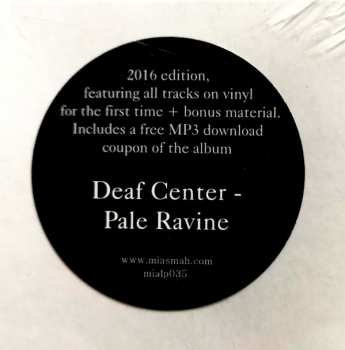 2016 edition,
featuring all tracks on vinyl
for the first time + bonus material.
Includes a free MP3 download
coupon of the album
Deaf Center -
Pale Ravine
www.miasmah.com
mialp035